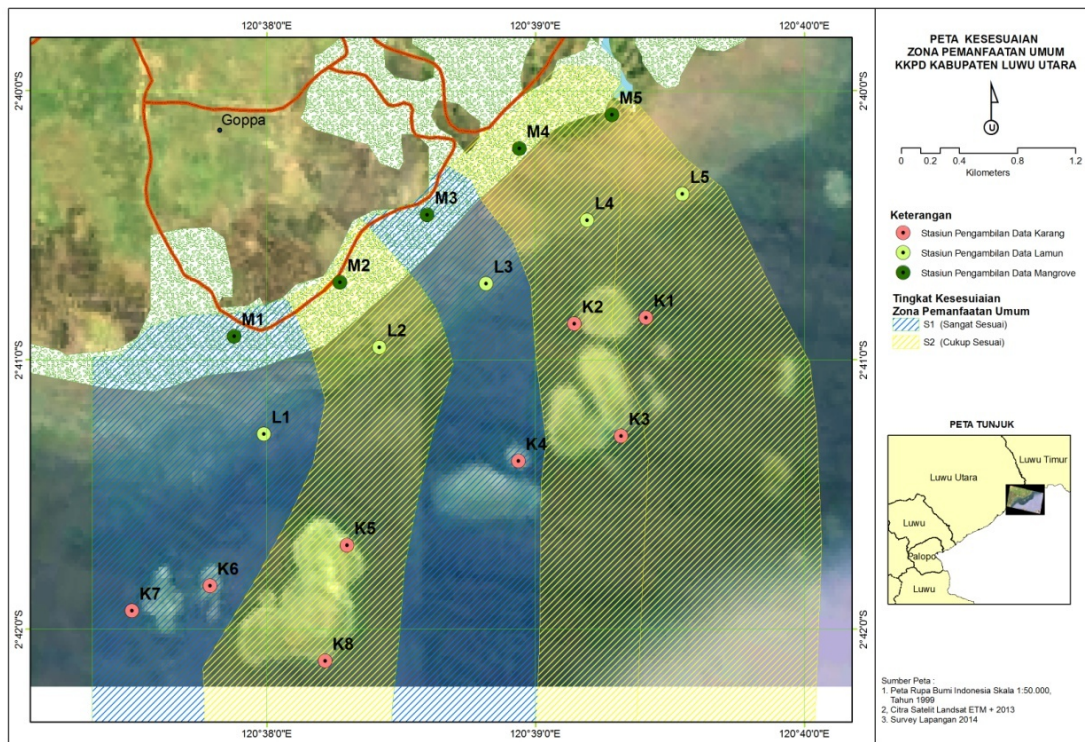 120°38'0"E
120°39'0"E
120°40'0"E
2°40'0"S
2°41'0"S
2°42'0"S
2°40'0"S
2°41'0"S
2°42'0"S
Goppa
M5
M4
M3
M2
M1
L5
L4
L3
L2
L1
K1
K2
K3
K4
K5
K6
K7
K8
120°38'0"E
120°39'0"E
120°40'0"E
PETA KESESUAIAN
ZONA PEMANFAATAN UMUM
KKPD KABUPATEN LUWU UTARA
U
0 0.2 0.4 0.8 1.2
Kilometers
Keterangan
Stasiun Pengambilan Data Karang
Stasiun Pengambilan Data Lamun
Stasiun Pengambilan Data Mangrove
Tingkat Kesesuaian
Zona Pemanfaatan Umum
S1 (Sangat Sesuai)
S2 (Cukup Sesuai)
PETA TUNJUK
Luwu Timur
Luwu Utara
Luwu
Palopo
Luwu
Sumber Peta :
1. Peta Rupa Bumi Indonesia Skala 1:50.000,
Tahun 1999
2, Citra Satelit Landsat ETM + 2013
3. Survey Lapangan 2014